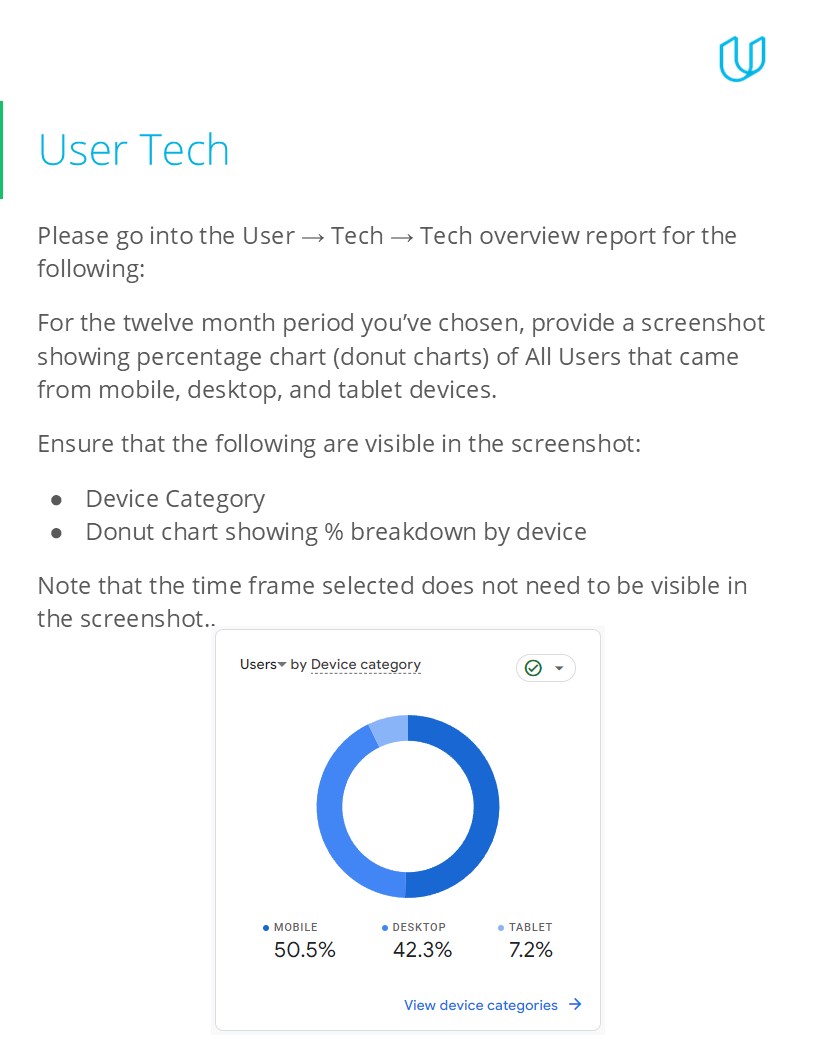 User Tech
Please go into the User → Tech → Tech overview report for the
following:
For the twelve month period you’ve chosen, provide a screenshot
showing percentage chart (donut charts) of All Users that came
from mobile, desktop, and tablet devices.
Ensure that the following are visible in the screenshot:
● Device Category
● Donut chart showing % breakdown by device
Note that the time frame selected does not need to be visible in
the screenshot..
Users by Device category
MOBILE DESKTOP TABLET
50.5% 42.3% 7.2%
View device categories →